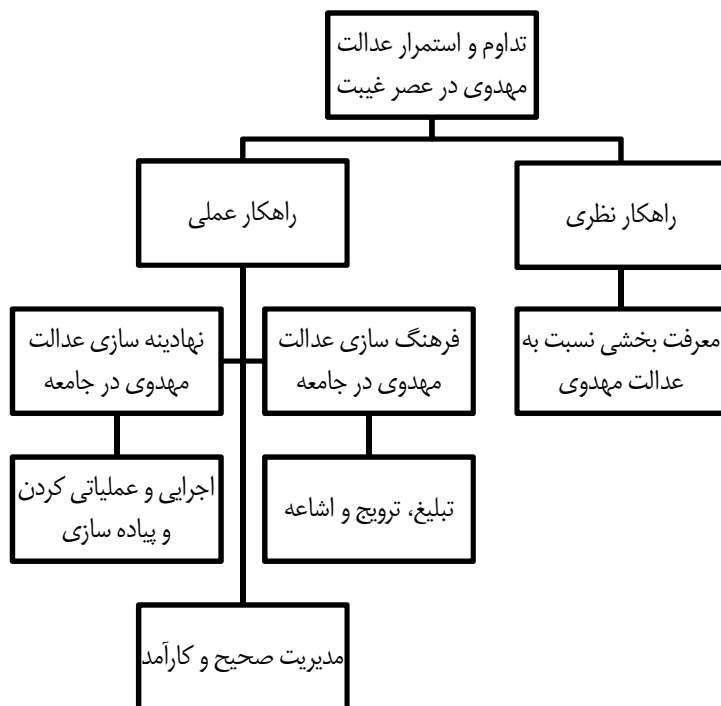 تداوم و استمرار عدالت
مهدوی در عصر غیبت
راهکار نظری
راهکار عملی
معرفت بخشی نسبت به
عدالت مهدوی
فرهنگ سازی عدالت
مهدوی در جامعه
نهادینه سازی عدالت
مهدوی در جامعه
تبلیغ، ترویج و اشاعه
اجرایی و عملیاتی کردن
و پیاده سازی
مدیریت صحیح و کارآمد